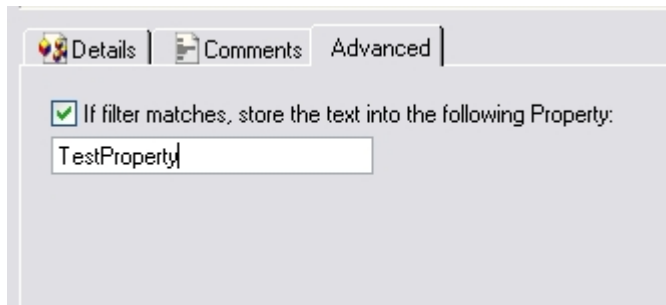 Details Comments Advanced
If filter matches, store the text into the following Property:
TestProperty